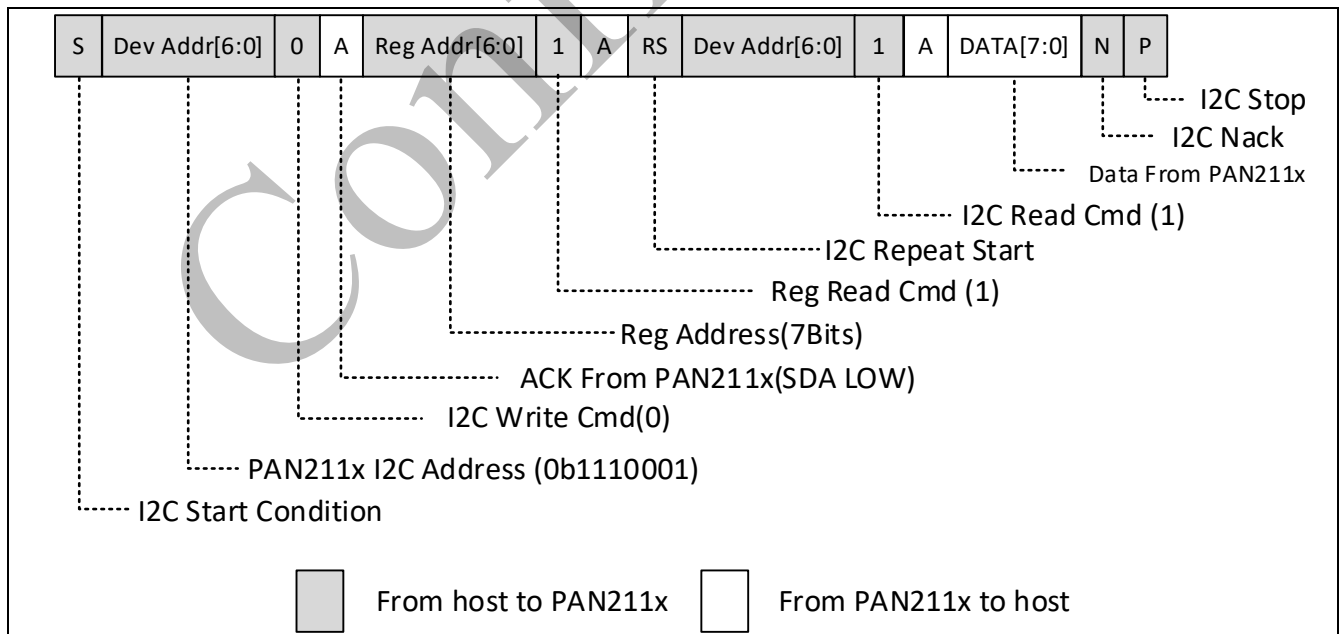 S Dev Addr[6:0] 0 A Reg Addr[6:0] 1 A RS Dev Addr[6:0] 1 A DATA[7:0] N P
I2C Stop
I2C Nack
Data From PAN211x
I2C Read Cmd (1)
I2C Repeat Start
Reg Read Cmd (1)
Reg Address(7Bits)
ACK From PAN211x(SDA LOW)
I2C Write Cmd(0)
PAN211x I2C Address (0b1110001)
I2C Start Condition
From host to PAN211x From PAN211x to host